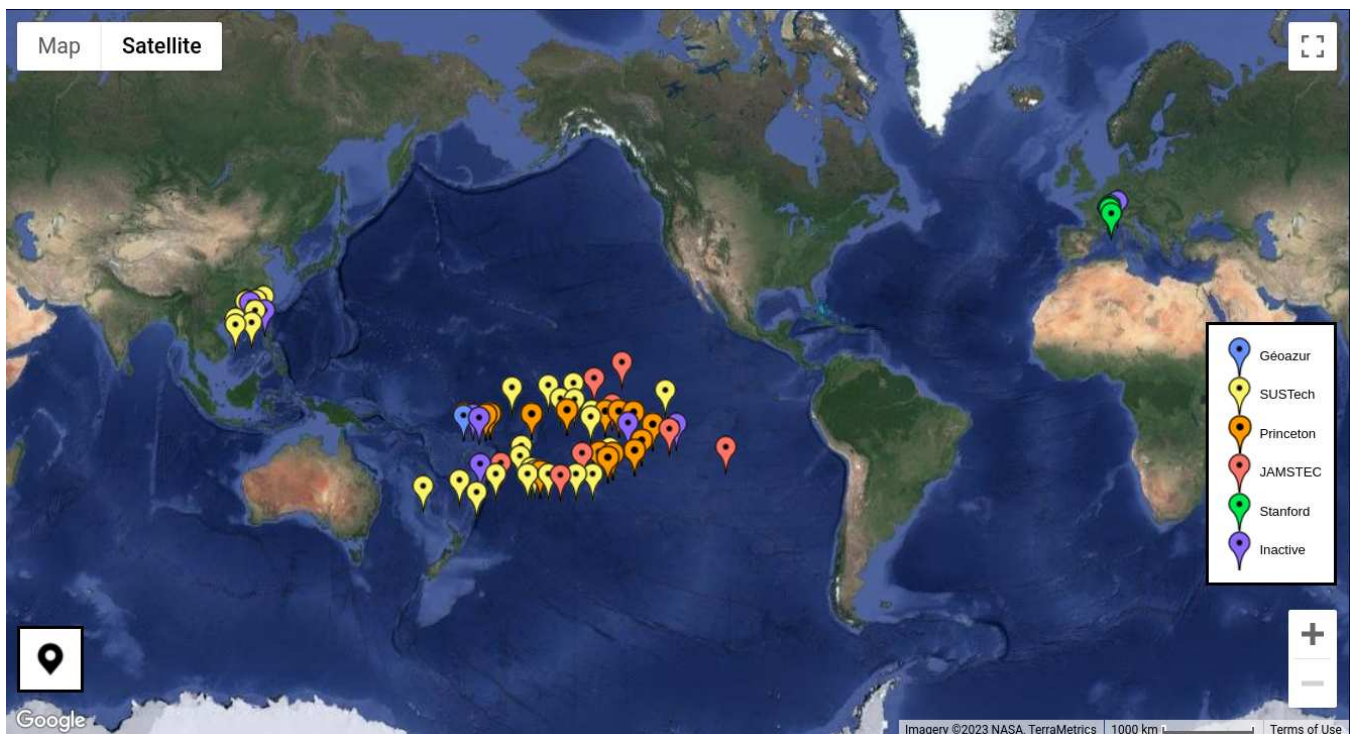 Map Satellite
Géoazur
SUSTech
Princeton
JAMSTEC
Stanford
Inactive
Google
Imagery ©2023 NASA, TerraMetrics 1000 km Terms of Use